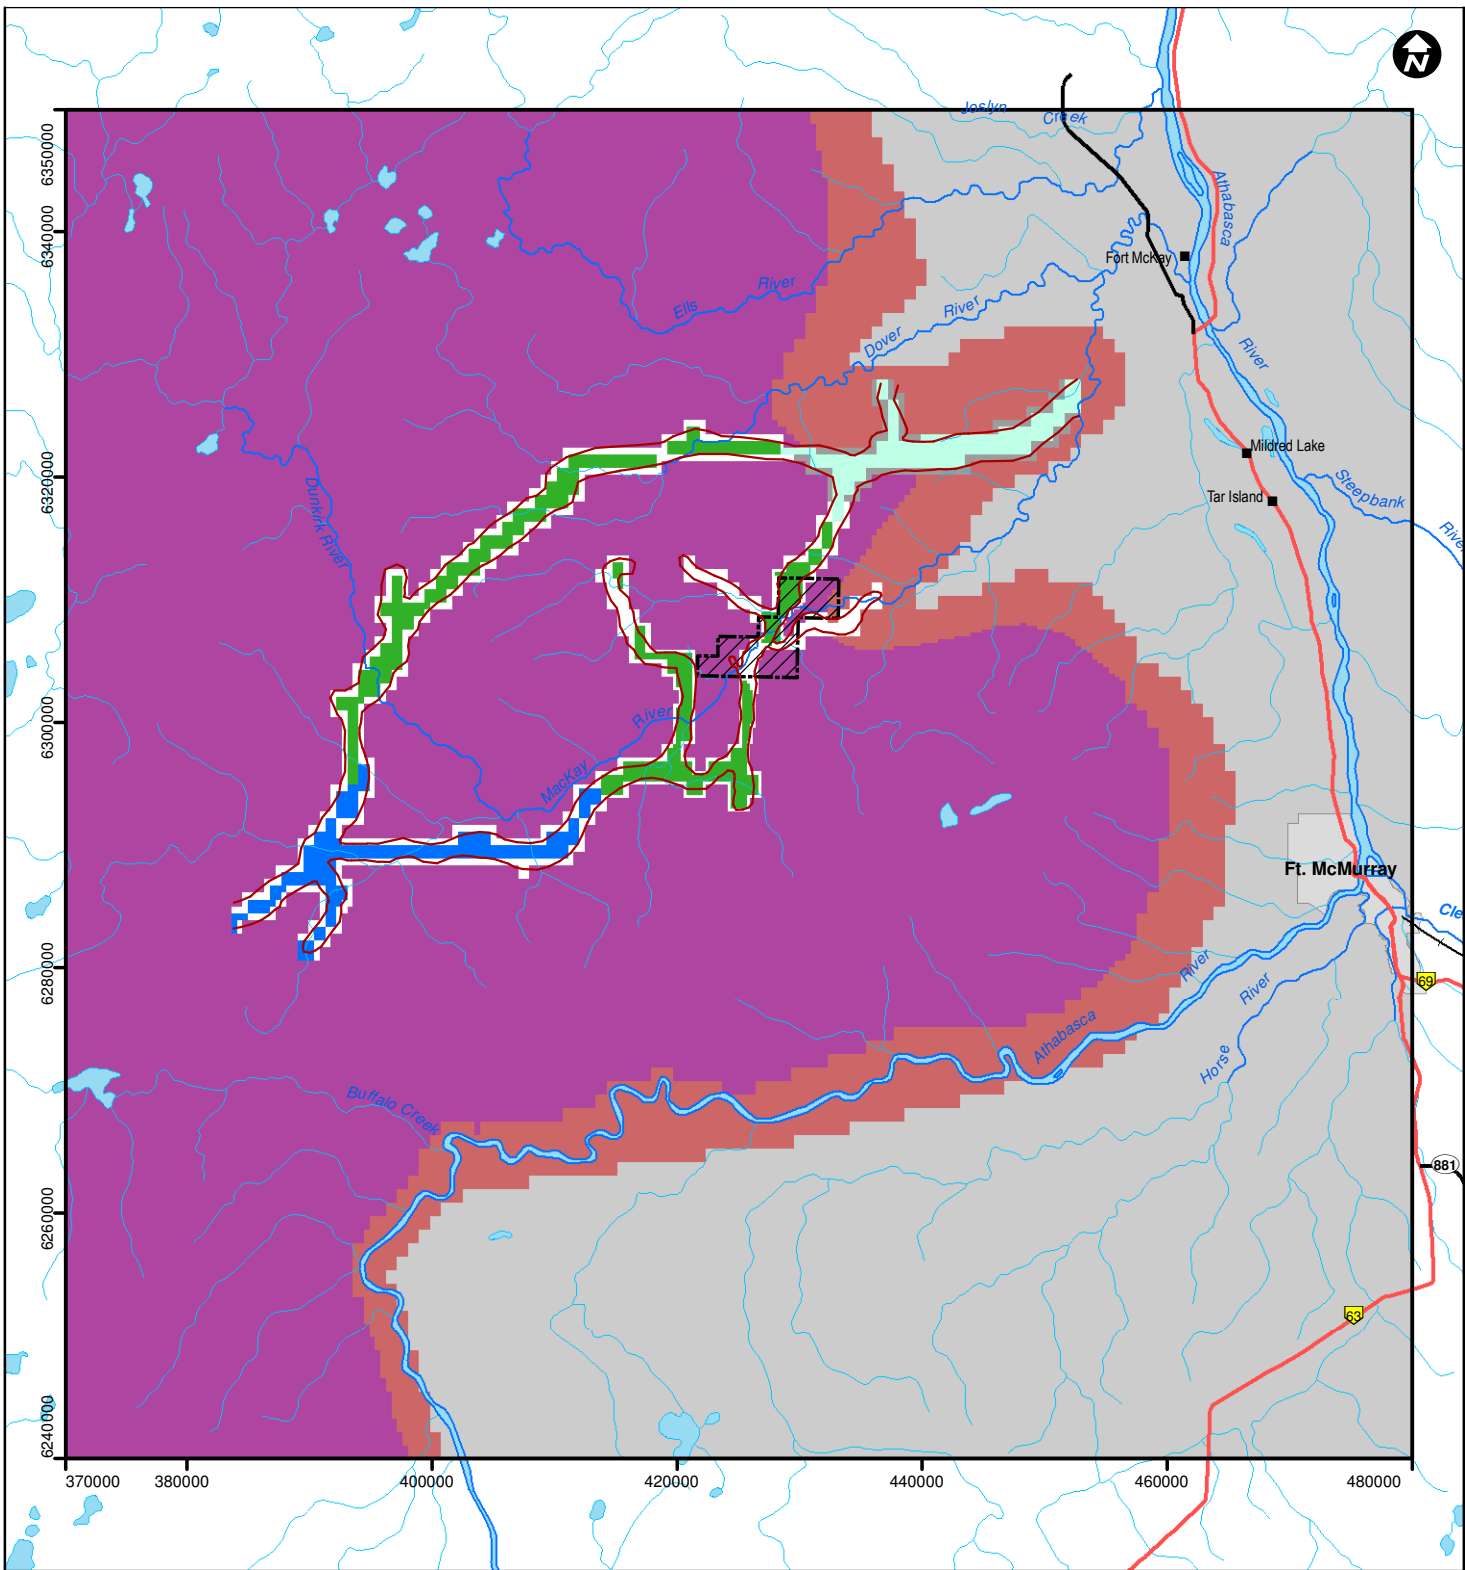 N
Joslyn
Creek
Athabasca
6350000
6340000
Fort McKay
Ells
River
Dover
River
River
Mildred Lake
Tar Island
Steepbank
River
6320000
Dunkirk River
6300000
River
MacKay
Ft. McMurray
Cle
6280000
River
River
69
Athabasca
Horse
Buffalo Creek
881
6260000
63
6240000
370000
380000
400000
420000
440000
460000
480000